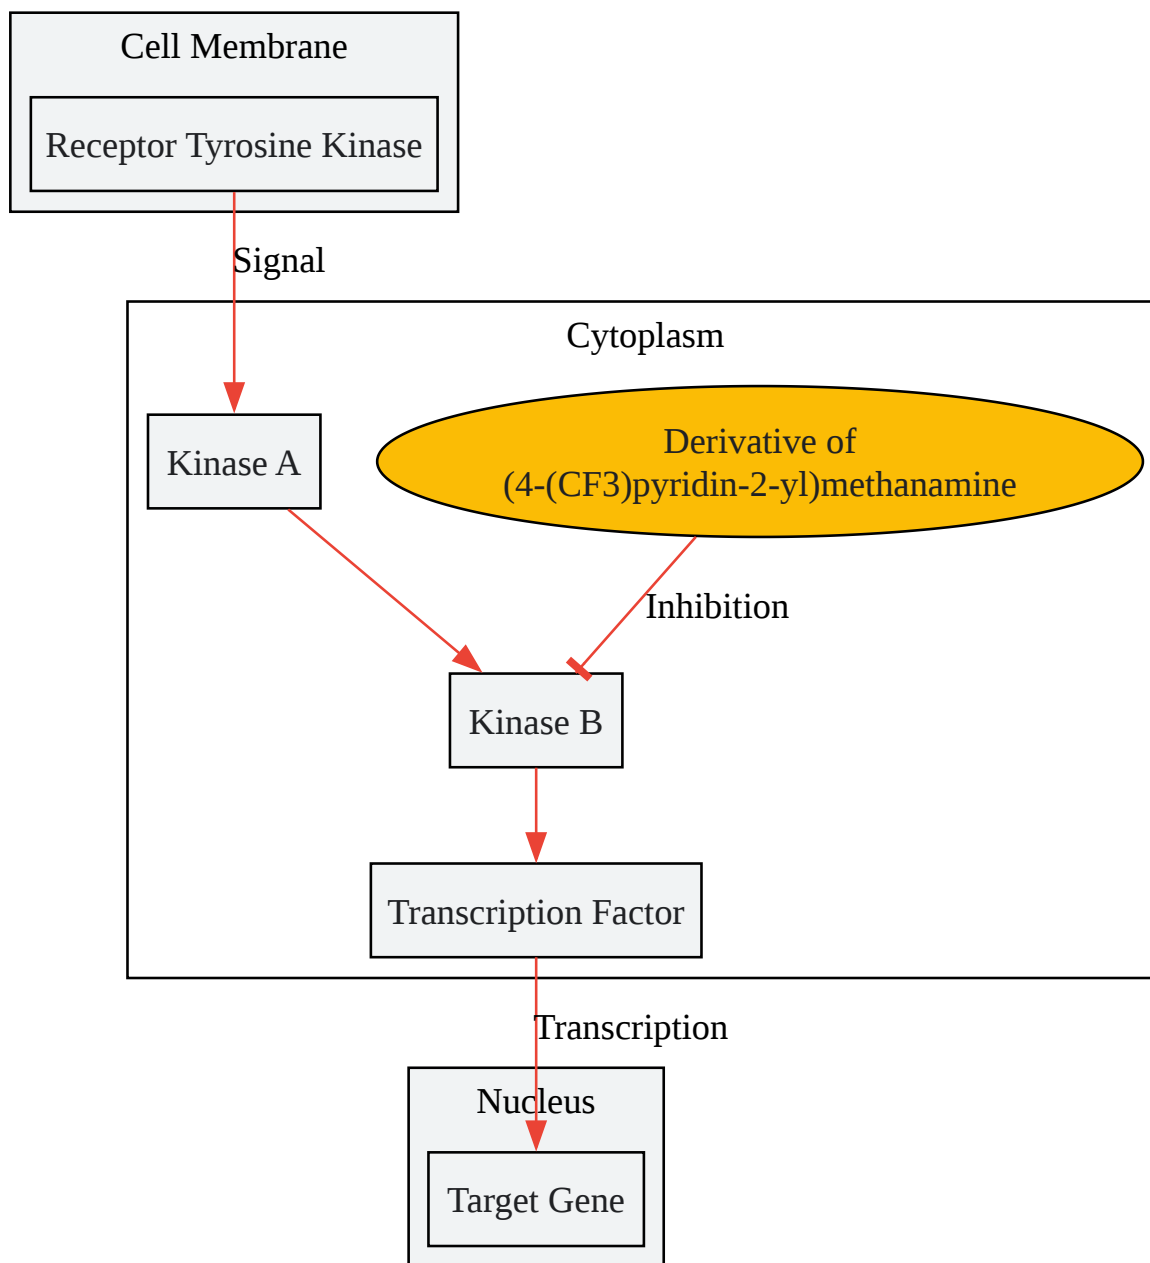 Cell Membrane
Receptor Tyrosine Kinase
Signal
Cytoplasm
Kinase A
Derivative of
(4-(CF3)pyridin-2-yl)methanamine
Inhibition
Kinase B
Transcription Factor
Transcription
Nucleus
Target Gene